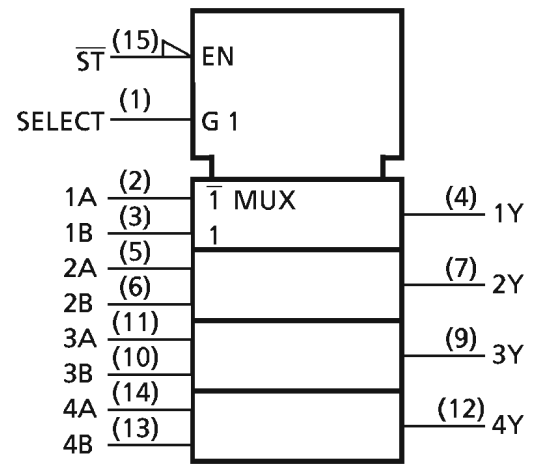 S̅T̅ (15) EN
SELECT (1) G 1
1A (2) 1̅ MUX (4) 1Y
1B (3) 1
2A (5) (7) 2Y
2B (6)
3A (11) (9) 3Y
3B (10)
4A (14) (12) 4Y
4B (13)